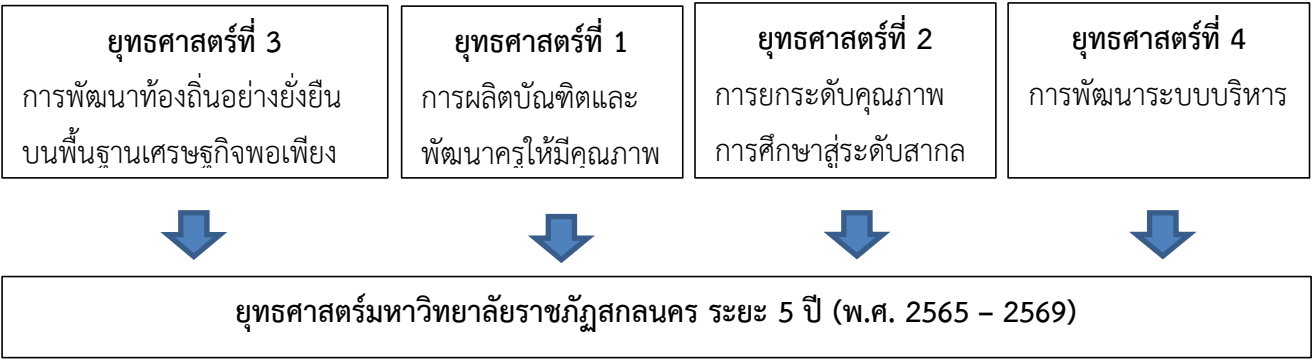 ยุทธศาสตร์ที่ 3
การพัฒนาท้องถิ่นอย่างยั่งยืน
บนพื้นฐานเศรษฐกิจพอเพียง
ยุทธศาสตร์ที่ 1
การผลิตบัณฑิตและ
พัฒนาครูให้มีคุณภาพ
ยุทธศาสตร์ที่ 2
การยกระดับคุณภาพ
การศึกษาสู่ระดับสากล
ยุทธศาสตร์ที่ 4
การพัฒนาระบบบริหาร
ยุทธศาสตร์มหาวิทยาลัยราชภัฏสกลนคร ระยะ 5 ปี (พ.ศ. 2565 – 2569)